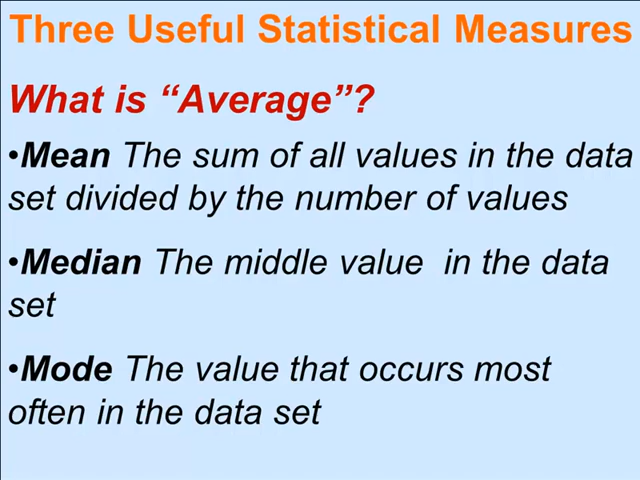 Three Useful Statistical Measures
What is “Average”?
•Mean The sum of all values in the data
set divided by the number of values
•Median The middle value in the data
set
•Mode The value that occurs most
often in the data set